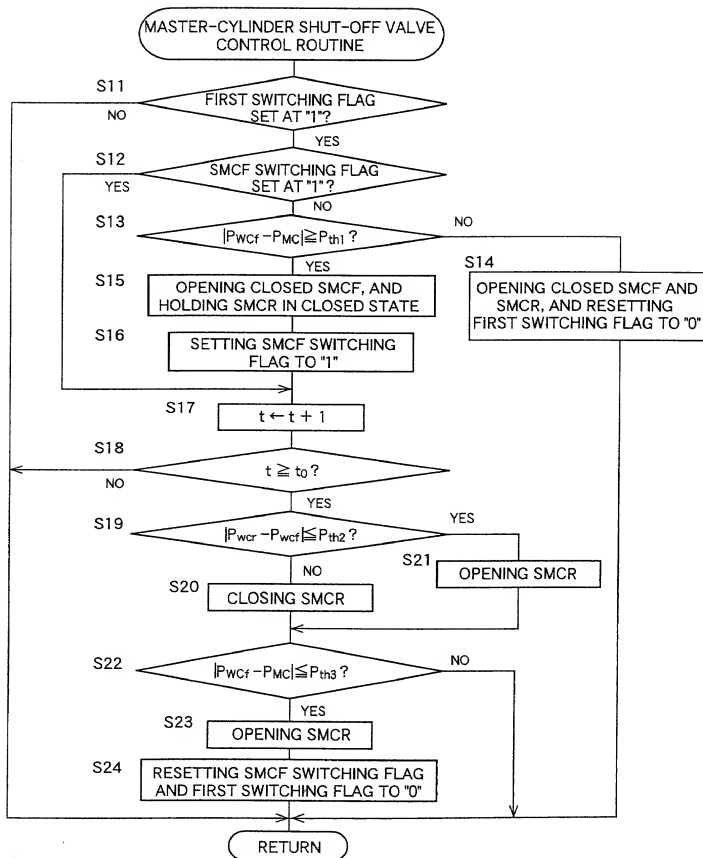 MASTER-CYLINDER SHUT-OFF VALVE
CONTROL ROUTINE
S11
FIRST SWITCHING FLAG
SET AT "1"?
NO
YES
S12
SMCF SWITCHING FLAG
SET AT "1"?
YES
NO
S13
|PWCf – PMC| ≧ Pth1 ?
NO
YES
S14
OPENING CLOSED SMCF AND
SMCR, AND RESETTING
FIRST SWITCHING FLAG TO "0"
S15
OPENING CLOSED SMCF, AND
HOLDING SMCR IN CLOSED STATE
S16
SETTING SMCF SWITCHING
FLAG TO "1"
S17
t ← t + 1
S18
t ≧ t0 ?
NO
YES
S19
|Pwcr – Pwcf| ≦ Pth2 ?
YES
NO
S21
OPENING SMCR
S20
CLOSING SMCR
S22
|PWCf – PMC| ≦ Pth3 ?
NO
YES
S23
OPENING SMCR
S24
RESETTING SMCF SWITCHING FLAG
AND FIRST SWITCHING FLAG TO "0"
RETURN